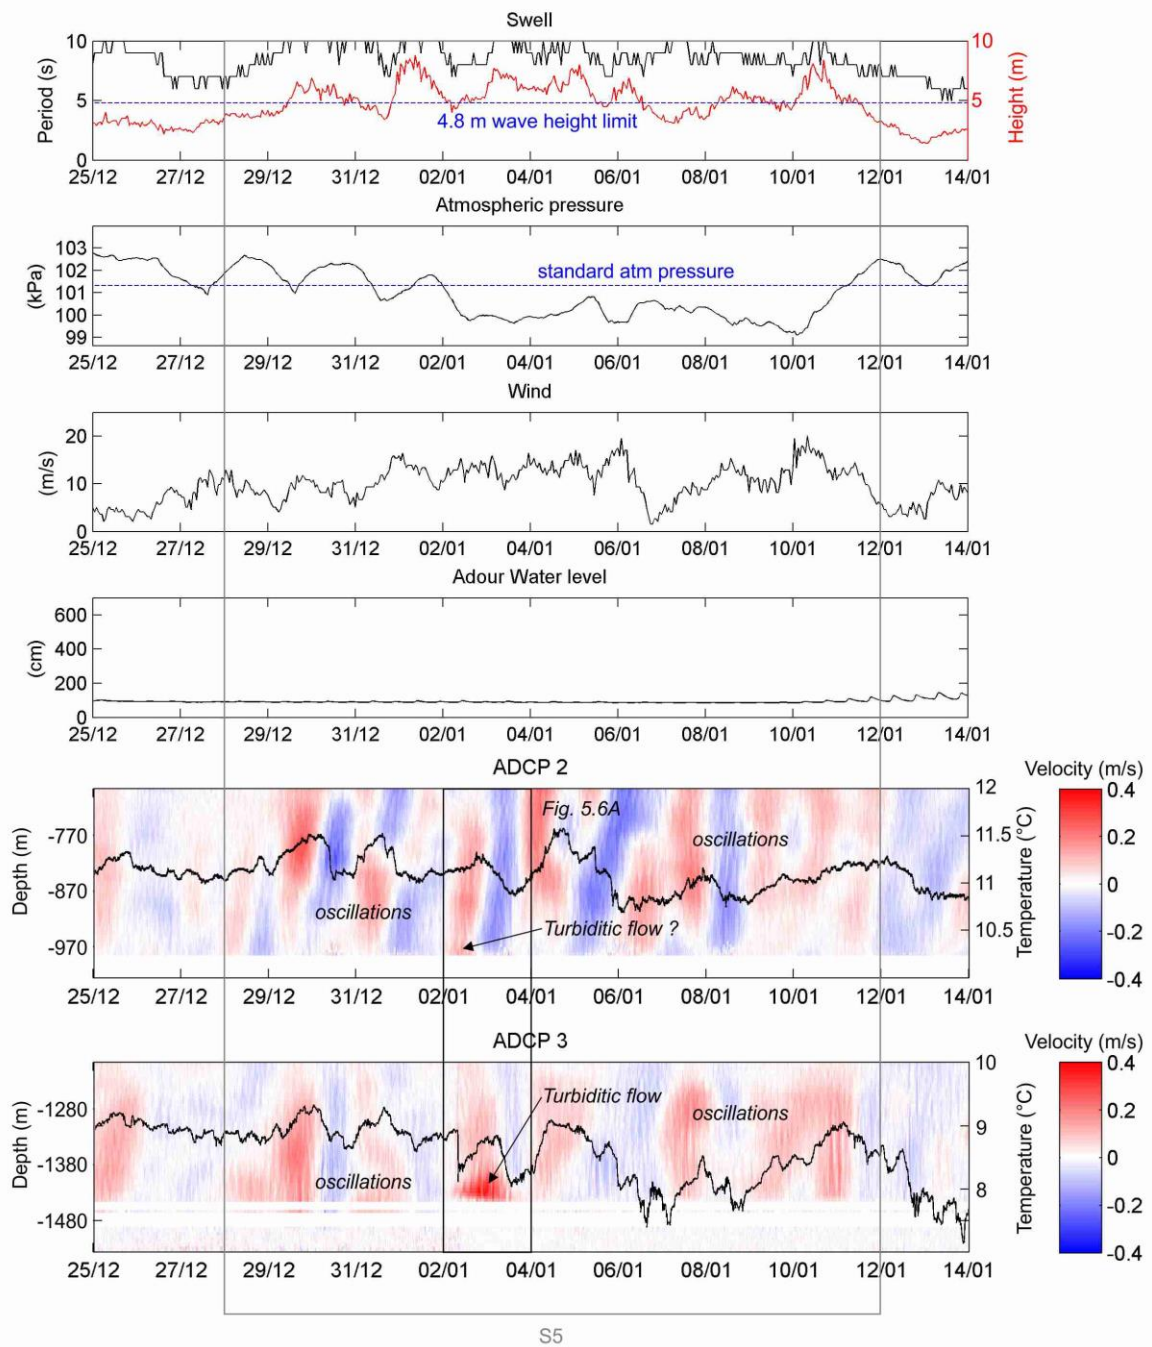 Swell
10
5
0
Period (s)
10
5
Height (m)
4.8 m wave height limit
25/12 27/12 29/12 31/12 02/01 04/01 06/01 08/01 10/01 12/01 14/01
Atmospheric pressure
103
102
101
100
99
(kPa)
standard atm pressure
25/12 27/12 29/12 31/12 02/01 04/01 06/01 08/01 10/01 12/01 14/01
Wind
20
10
0
(m/s)
25/12 27/12 29/12 31/12 02/01 04/01 06/01 08/01 10/01 12/01 14/01
Adour Water level
600
400
200
0
(cm)
25/12 27/12 29/12 31/12 02/01 04/01 06/01 08/01 10/01 12/01 14/01
ADCP 2
-770
-870
-970
Depth (m)
Fig. 5.6A
oscillations
oscillations
Turbiditic flow ?
12
11.5
11
10.5
Temperature (°C)
Velocity (m/s)
0.4
0.2
0
-0.2
-0.4
25/12 27/12 29/12 31/12 02/01 04/01 06/01 08/01 10/01 12/01 14/01
ADCP 3
-1280
-1380
-1480
Depth (m)
Turbiditic flow
oscillations
oscillations
10
9
8
Temperature (°C)
Velocity (m/s)
0.4
0.2
0
-0.2
-0.4
25/12 27/12 29/12 31/12 02/01 04/01 06/01 08/01 10/01 12/01 14/01
S5